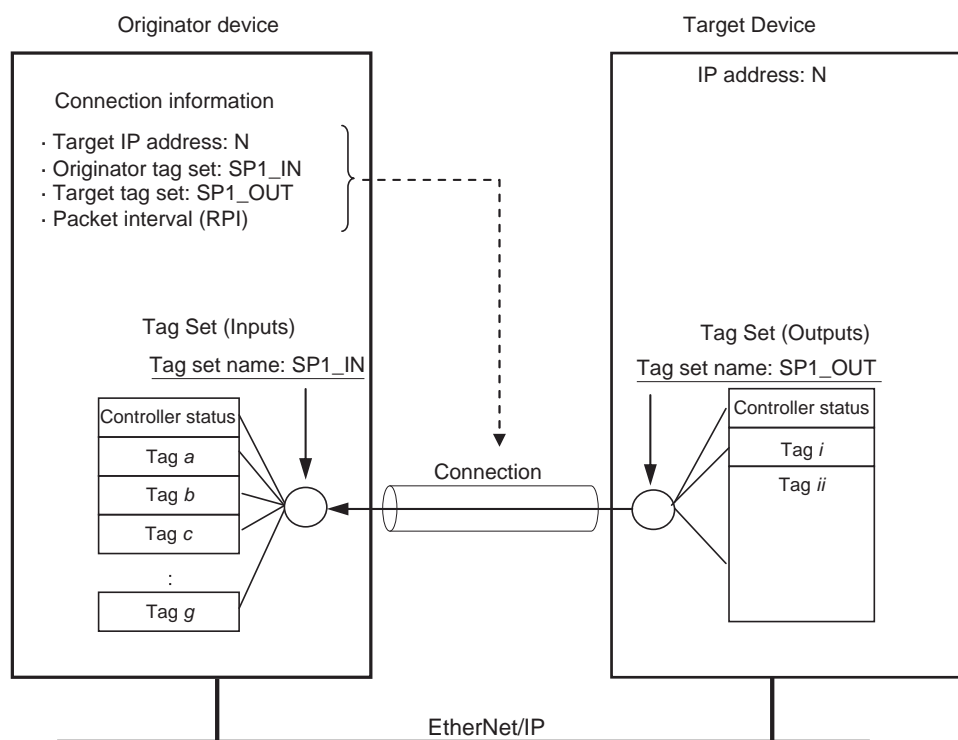 Originator device
Target Device
IP address: N
Connection information
· Target IP address: N
· Originator tag set: SP1_IN
· Target tag set: SP1_OUT
· Packet interval (RPI)
Tag Set (Inputs)
Tag set name: SP1_IN
Controller status
Tag a
Tag b
Tag c
:
Tag g
Connection
Tag Set (Outputs)
Tag set name: SP1_OUT
Controller status
Tag i
Tag ii
EtherNet/IP